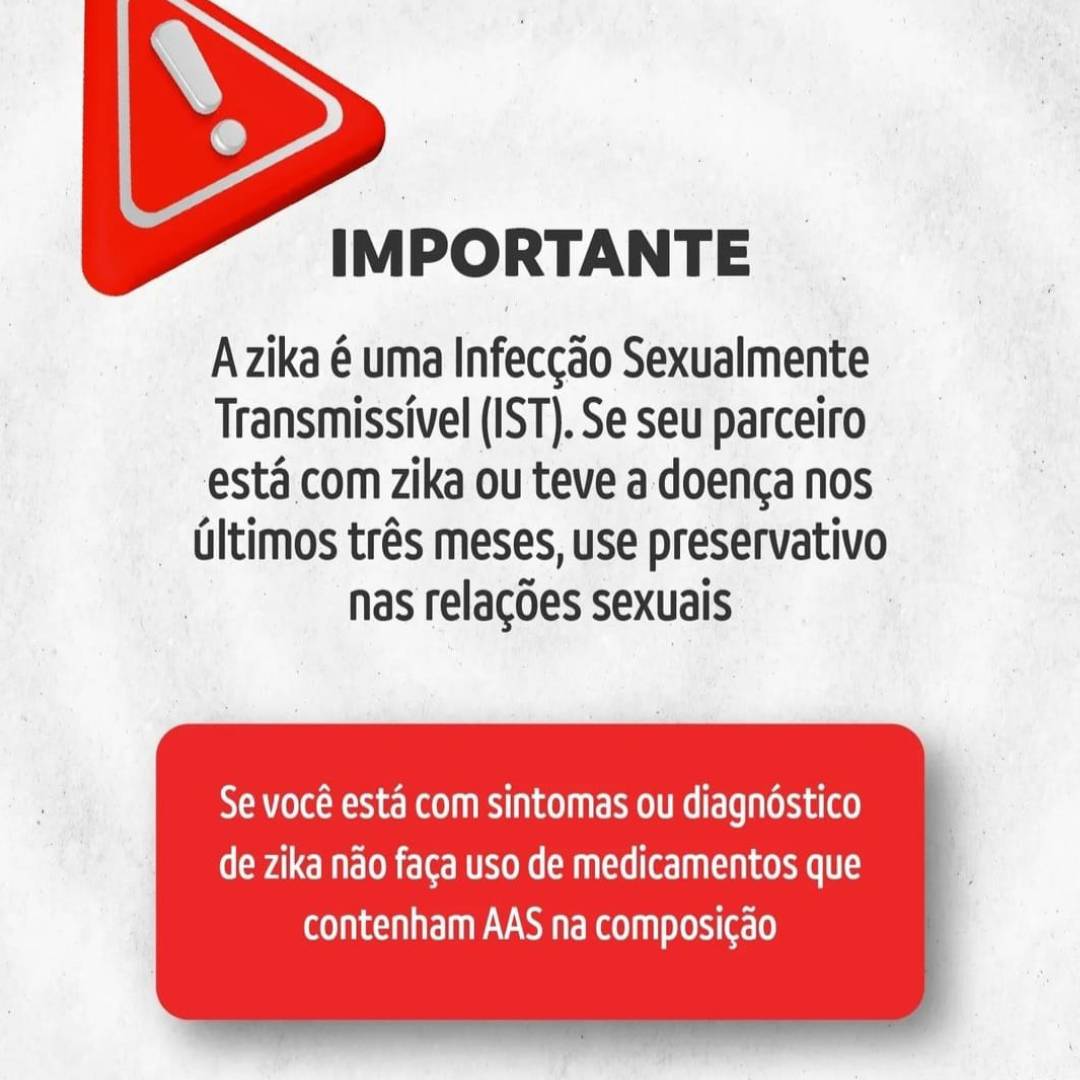 IMPORTANTE
A zika é uma Infecção Sexualmente
Transmissível (IST). Se seu parceiro
está com zika ou teve a doença nos
últimos três meses, use preservativo
nas relações sexuais
Se você está com sintomas ou diagnóstico
de zika não faça uso de medicamentos que
contenham AAS na composição